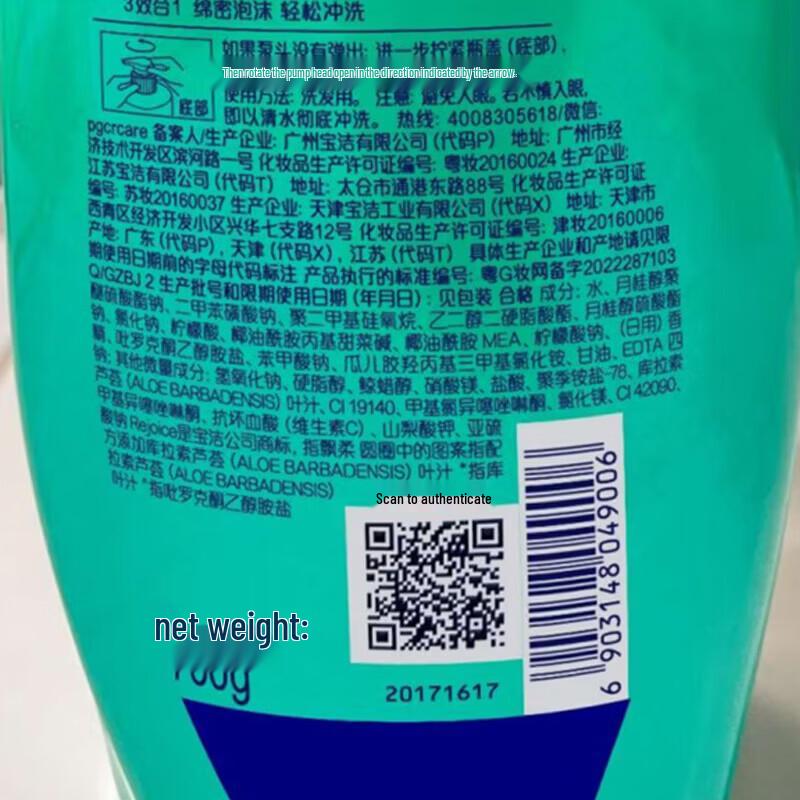 3效合1 绵密泡沫 轻松冲洗
如果泵头没有弹出: 进一步拧紧瓶盖 (底部),
Then rotate the pump head open in the direction indicated by the arrow.
底部
使用方法: 洗发用。 注意: 避免入眼。若不慎入眼,
即以清水彻底冲洗。 热线: 4008305618/微信:
pgcrcare 备案人/生产企业: 广州宝洁有限公司 (代码P) 地址: 广州市经
济技术开发区滨河路一号 化妆品生产许可证编号: 粤妆20160024 生产企业:
江苏宝洁有限公司 (代码T) 地址: 太仓市通港东路88号 化妆品生产许可证
编号: 苏妆20160037 生产企业: 天津宝洁工业有限公司 (代码X) 地址: 天津市
西青区经济开发小区兴华七支路12号 化妆品生产许可证编号: 津妆20160006
产地: 广东 (代码P), 天津 (代码X), 江苏 (代码T) 具体生产企业和产地请见限
期使用日期前的字母代码标注 产品执行的标准编号: 粤G妆网备字2022287103
Q/GZBJ 2 生产批号和限期使用日期 (年月日) : 见包装 合格 成分: 水、月桂醇聚
醚硫酸酯钠、二甲苯磺酸钠、聚二甲基硅氧烷、乙二醇二硬脂酸酯、月桂醇硫酸酯
钠、氯化钠、柠檬酸、椰油酰胺丙基甜菜碱、椰油酰胺 MEA、柠檬酸钠、(日用) 香
精、吡罗克酮乙醇胺盐、苯甲酸钠、瓜儿胶羟丙基三甲基氯化铵、甘油、EDTA 四
钠; 其他微量成分: 氢氧化钠、硬脂醇、鲸蜡醇、硝酸镁、盐酸、聚季铵盐-76、库拉索
芦荟 (ALOE BARBADENSIS) 叶汁、CI 19140、甲基氯异噻唑啉酮、氯化镁、CI 42090、
甲基异噻唑啉酮、抗坏血酸 (维生素C) 、山梨酸钾、亚硫
酸钠 Rejoice是宝洁公司商标, 指飘柔 圆圈中的图案指配
方添加库拉索芦荟 (ALOE BARBADENSIS) 叶汁 *指库
拉索芦荟 (ALOE BARBADENSIS)
叶汁 *指吡罗克酮乙醇胺盐
Scan to authenticate
net weight:
20171617
6 903148 049006